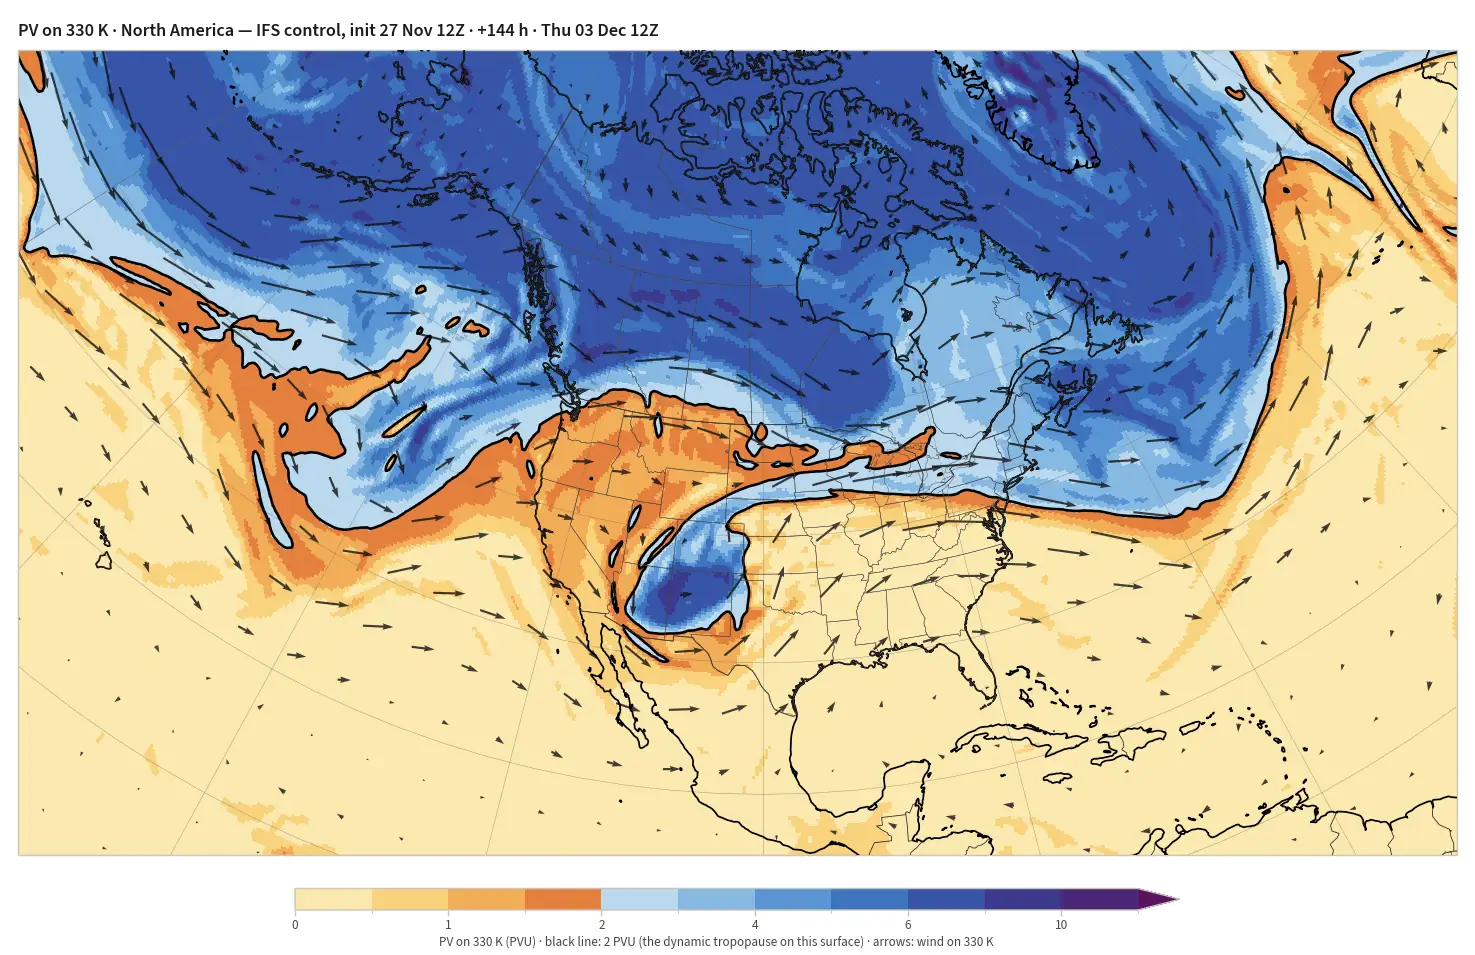 PV on 330 K · North America — IFS control, init 27 Nov 12Z · +144 h · Thu 03 Dec 12Z
0 1 2 4 6 10
PV on 330 K (PVU) · black line: 2 PVU (the dynamic tropopause on this surface) · arrows: wind on 330 K